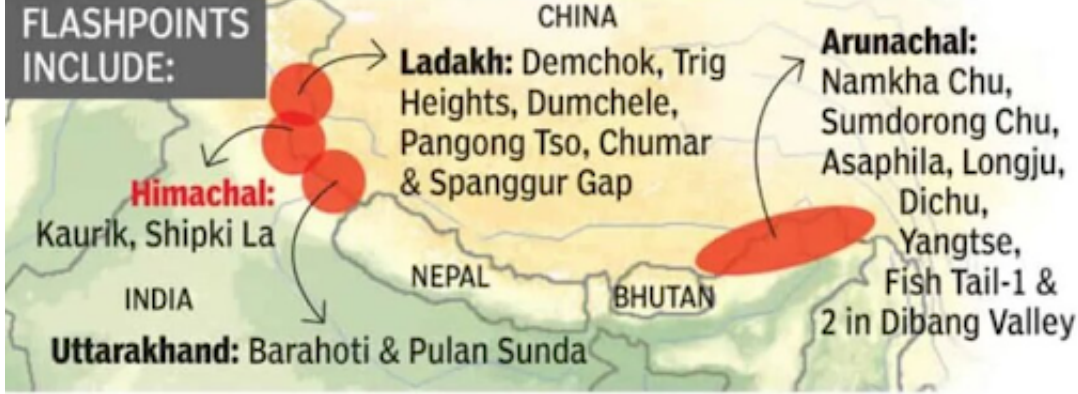 FLASHPOINTS
INCLUDE:
CHINA
Ladakh: Demchok, Trig
Heights, Dumchele,
Pangong Tso, Chumar
& Spanggur Gap
Arunachal:
Namkha Chu,
Sumdorong Chu,
Asaphila, Longju,
Dichu,
Yangtse,
Fish Tail-1 &
2 in Dibang Valley
Himachal:
Kaurik, Shipki La
INDIA
NEPAL
BHUTAN
Uttarakhand: Barahoti & Pulan Sunda